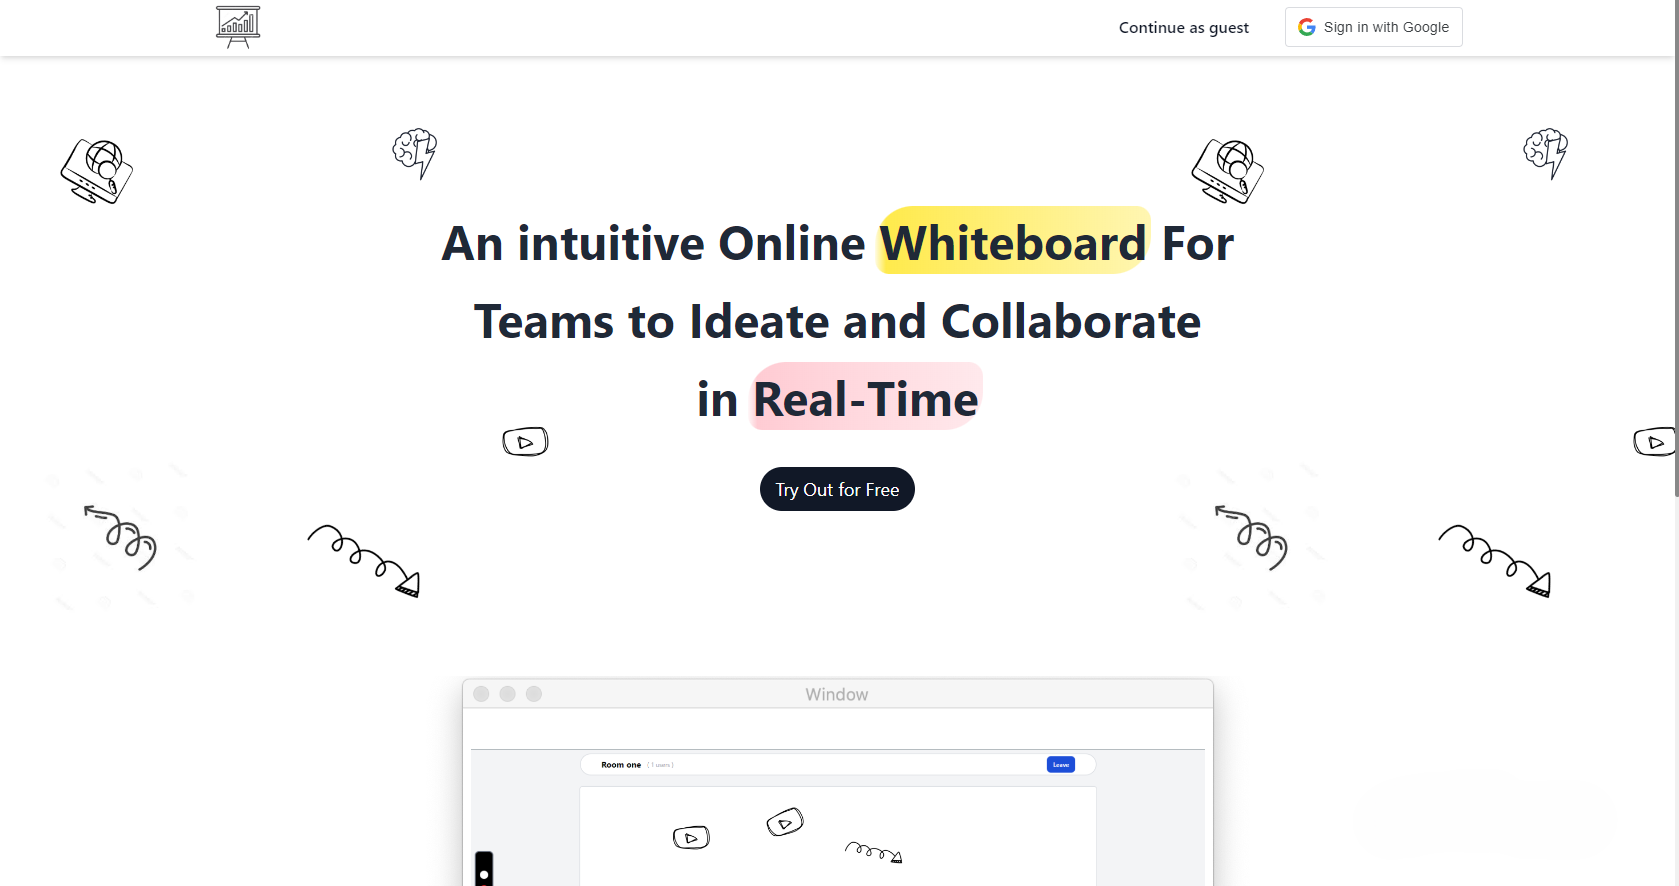 Continue as guest
Sign in with Google
An intuitive Online Whiteboard For
Teams to Ideate and Collaborate
in Real-Time
Try Out for Free
Window
Room one ( 1 users )
Leave